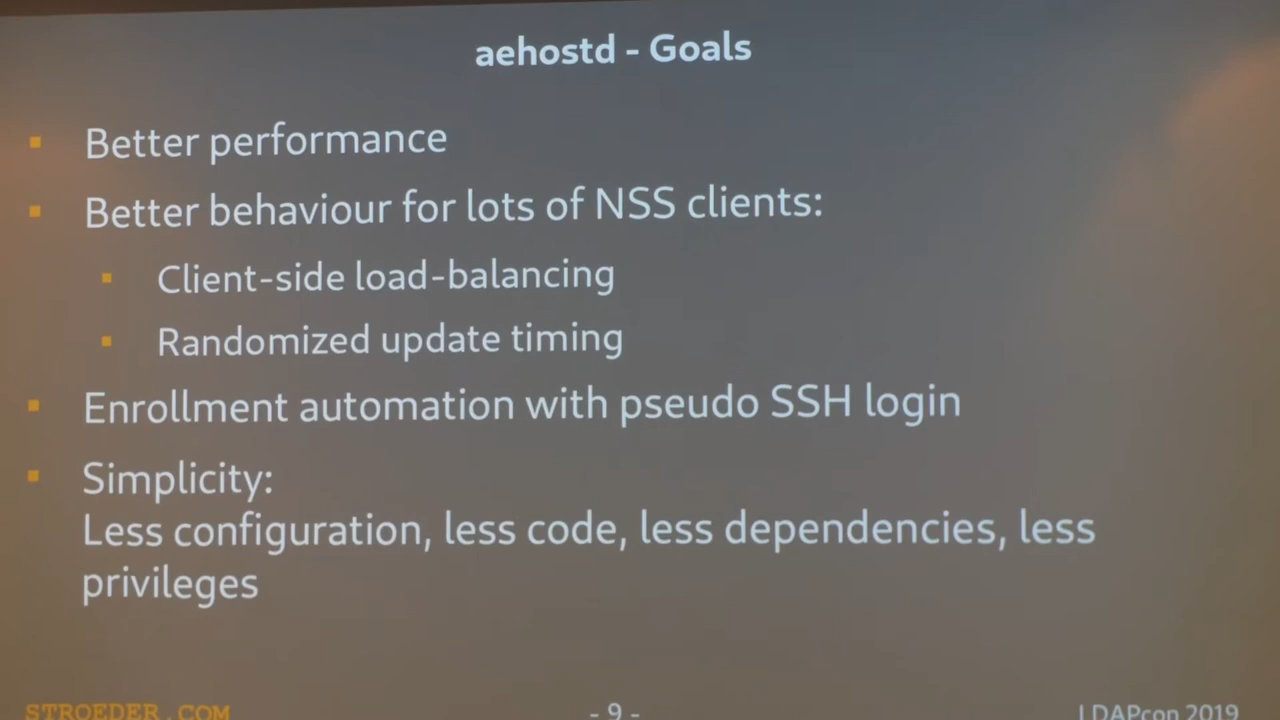 aehostd - Goals
Better performance
Better behaviour for lots of NSS clients:
Client-side load-balancing
Randomized update timing
Enrollment automation with pseudo SSH login
Simplicity:
Less configuration, less code, less dependencies, less
privileges
STROEDER.COM
- 9 -
LDAPcon 2019